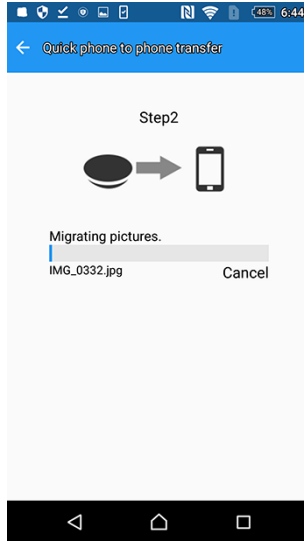 48% 6:44
Quick phone to phone transfer
Step2
Migrating pictures.
IMG_0332.jpg
Cancel